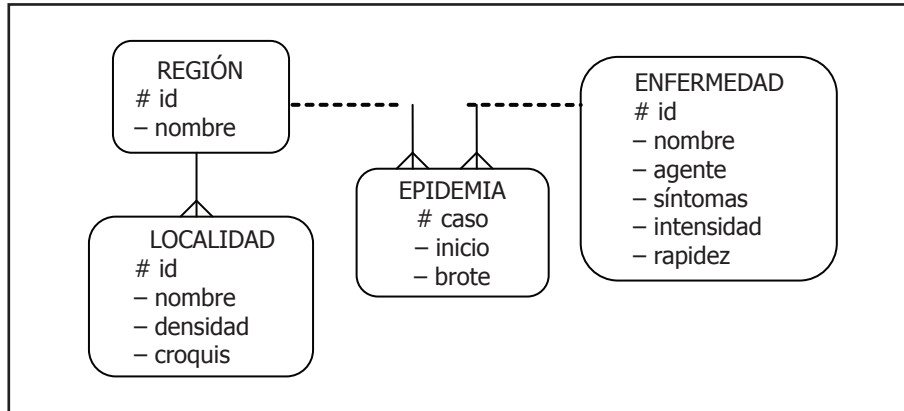 REGIÓN
# id
– nombre
LOCALIDAD
# id
– nombre
– densidad
– croquis
EPIDEMIA
# caso
– inicio
– brote
ENFERMEDAD
# id
– nombre
– agente
– síntomas
– intensidad
– rapidez